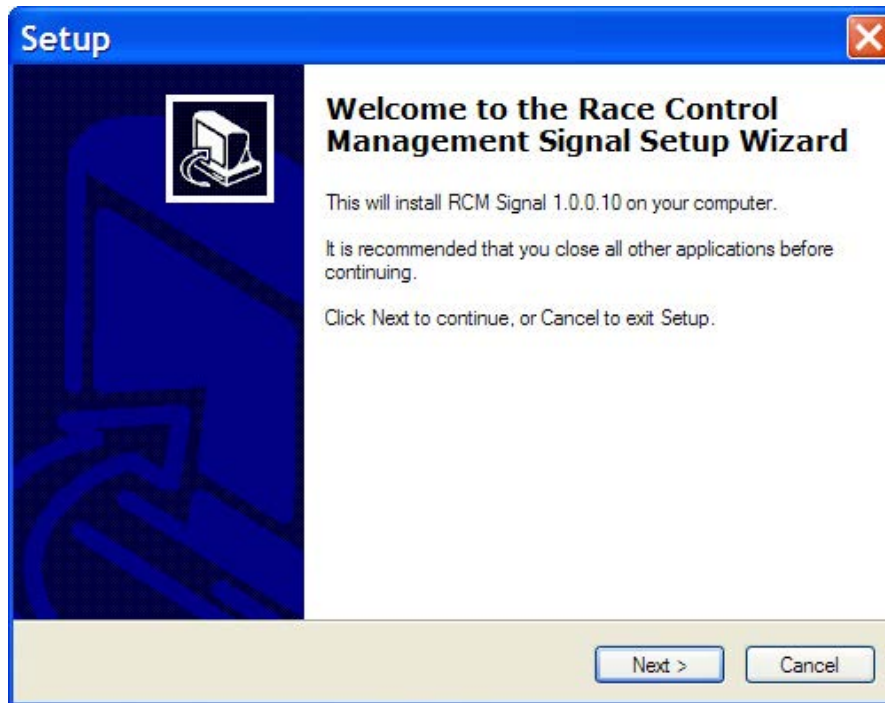 Setup
Welcome to the Race Control
Management Signal Setup Wizard
This will install RCM Signal 1.0.0.10 on your computer.
It is recommended that you close all other applications before
continuing.
Click Next to continue, or Cancel to exit Setup.
Next >
Cancel